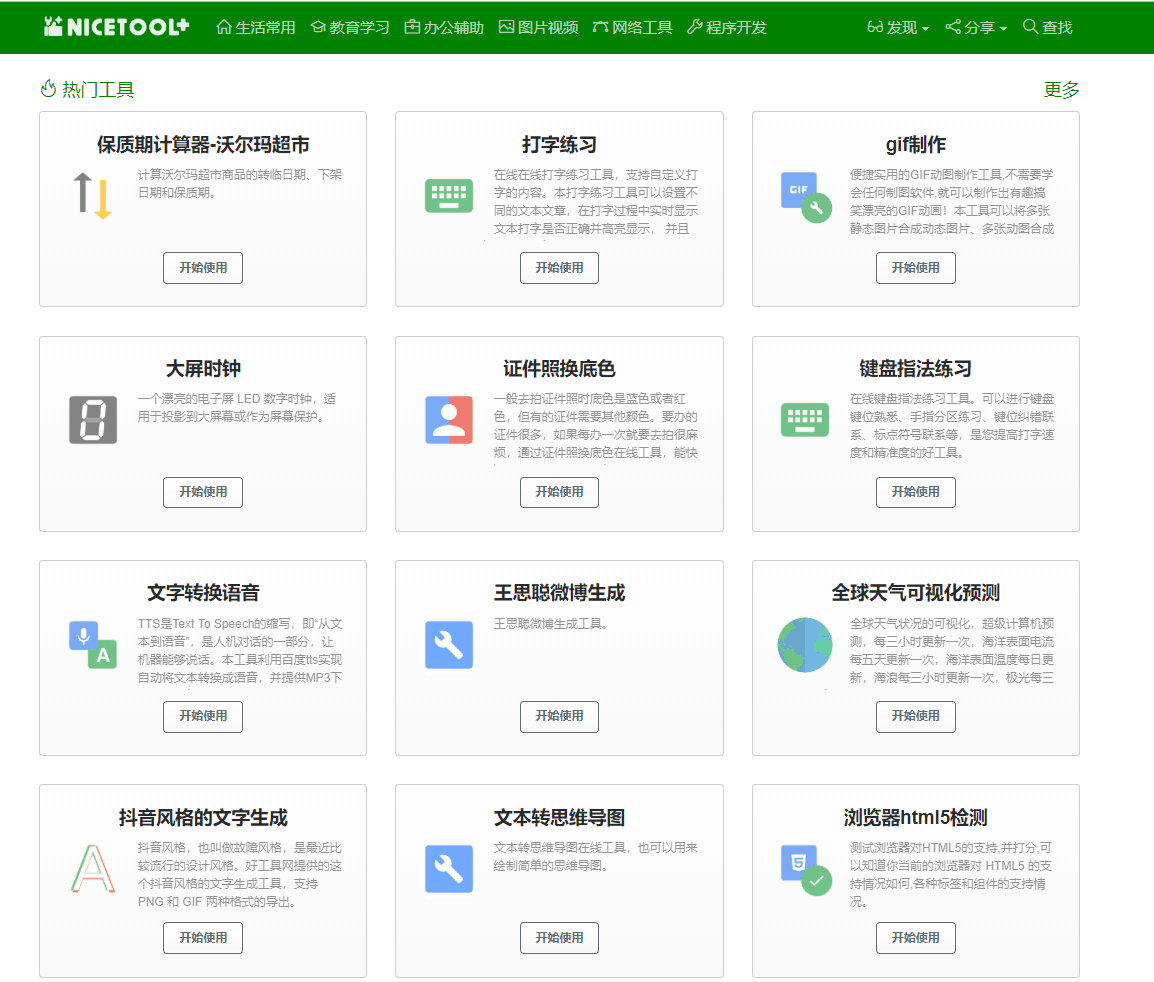 NICETOOL+ 生活常用 教育学习 办公辅助 图片视频 网络工具 程序开发 发现 分享 查找
热门工具 更多
保质期计算器-沃尔玛超市
计算沃尔玛超市商品的转临日期、下架
日期和保质期。
开始使用
打字练习
在线在线打字练习工具，支持自定义打
字的内容。本打字练习工具可以设置不
同的文本文章，在打字过程中实时显示
文本打字是否正确并高亮显示， 并且
开始使用
gif制作
GIF
便捷实用的GIF动图制作工具,不需要学
会任何制图软件,就可以制作出有趣搞
笑漂亮的GIF动画！本工具可以将多张
静态图片合成动态图片、多张动图合成
开始使用
大屏时钟
一个漂亮的电子屏 LED 数字时钟，适
用于投影到大屏幕或作为屏幕保护。
开始使用
证件照换底色
一般去拍证件照时底色是蓝色或者红
色，但有的证件需要其他颜色。要办的
证件很多，如果每办一次就要去拍很麻
烦，通过证件照换底色在线工具，能快
开始使用
键盘指法练习
在线键盘指法练习工具。可以进行键盘
键位熟悉、手指分区练习、键位纠错联
系、标点符号联系等，是您提高打字速
度和精准度的好工具。
开始使用
文字转换语音
A
TTS是Text To Speech的缩写，即“从文
本到语音”，是人机对话的一部分，让
机器能够说话。本工具利用百度tts实现
自动将文本转换成语音，并提供MP3下
开始使用
王思聪微博生成
王思聪微博生成工具。
开始使用
全球天气可视化预测
全球天气状况的可视化，超级计算机预
测，每三小时更新一次，海洋表面电流
每五天更新一次，海洋表面温度每日更
新，海浪每三小时更新一次，极光每三
开始使用
抖音风格的文字生成
A
抖音风格，也叫做故障风格，是最近比
较流行的设计风格。好工具网提供的这
个抖音风格的文字生成工具，支持
PNG 和 GIF 两种格式的导出。
开始使用
文本转思维导图
文本转思维导图在线工具，也可以用来
绘制简单的思维导图。
开始使用
浏览器html5检测
5
测试浏览器对HTML5的支持,并打分,可
以知道你当前的浏览器对 HTML5 的支
持情况如何,各种标签和组件的支持情
况。
开始使用